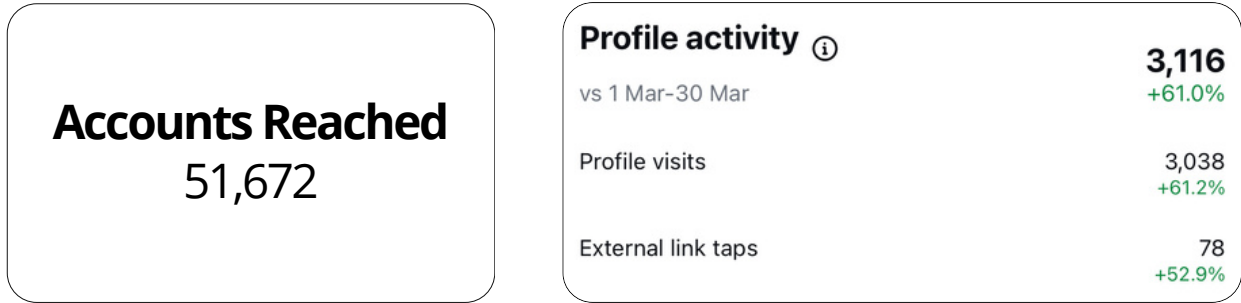 Accounts Reached
51,672
Profile activity
3,116
vs 1 Mar-30 Mar
+61.0%
Profile visits
3,038
+61.2%
External link taps
78
+52.9%